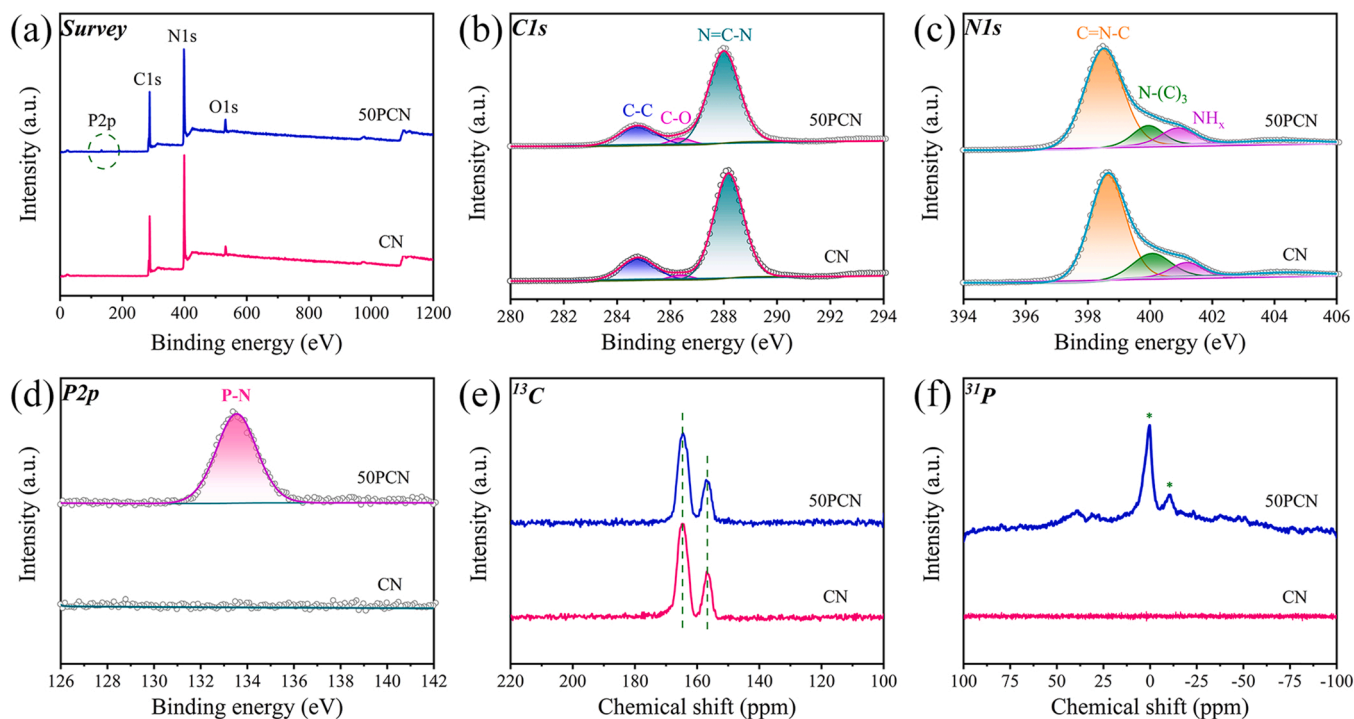 (a) Survey
N1s
C1s
O1s
P2p
50PCN
CN
Intensity (a.u.)
0 200 400 600 800 1000 1200
Binding energy (eV)
(b) C1s
N=C-N
C-C
C-O
50PCN
CN
Intensity (a.u.)
280 282 284 286 288 290 292 294
Binding energy (eV)
(c) N1s
C=N-C
N-(C)₃
NHₓ
50PCN
CN
Intensity (a.u.)
394 396 398 400 402 404 406
Binding energy (eV)
(d) P2p
P-N
50PCN
CN
Intensity (a.u.)
126 128 130 132 134 136 138 140 142
Binding energy (eV)
(e) ¹³C
50PCN
CN
Intensity (a.u.)
220 200 180 160 140 120 100
Chemical shift (ppm)
(f) ³¹P
*
*
50PCN
CN
Intensity (a.u.)
100 75 50 25 0 -25 -50 -75 -100
Chemical shift (ppm)